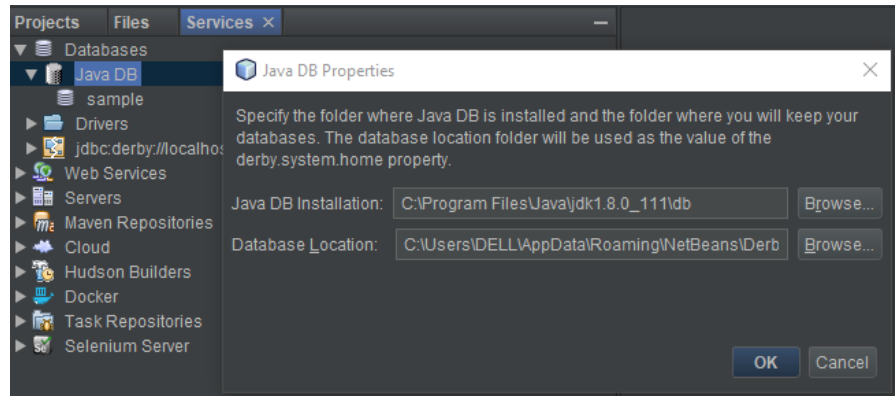 Projects Files Services
Databases
Java DB
sample
Drivers
jdbc:derby://localhos
Web Services
Servers
Maven Repositories
Cloud
Hudson Builders
Docker
Task Repositories
Selenium Server
Java DB Properties
Specify the folder where Java DB is installed and the folder where you will keep your
databases. The database location folder will be used as the value of the
derby.system.home property.
Java DB Installation: C:\Program Files\Java\jdk1.8.0_111\db Browse...
Database Location: C:\Users\DELL\AppData\Roaming\NetBeans\Derb Browse...
OK Cancel